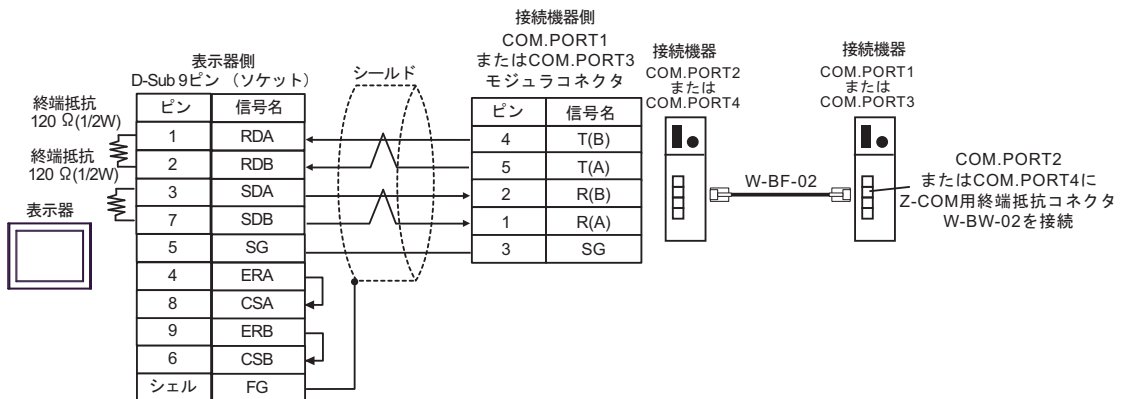 表示器側
D-Sub 9ピン (ソケット)
シールド
接続機器側
COM.PORT1
またはCOM.PORT3
モジュラコネクタ
接続機器
COM.PORT2
または
COM.PORT4
接続機器
COM.PORT1
または
COM.PORT3
終端抵抗
120 Ω(1/2W)
終端抵抗
120 Ω(1/2W)
表示器
ピン 信号名
1 RDA
2 RDB
3 SDA
7 SDB
5 SG
4 ERA
8 CSA
9 ERB
6 CSB
シェル FG
ピン 信号名
4 T(B)
5 T(A)
2 R(B)
1 R(A)
3 SG
W-BF-02
COM.PORT2
またはCOM.PORT4に
Z-COM用終端抵抗コネクタ
W-BW-02を接続